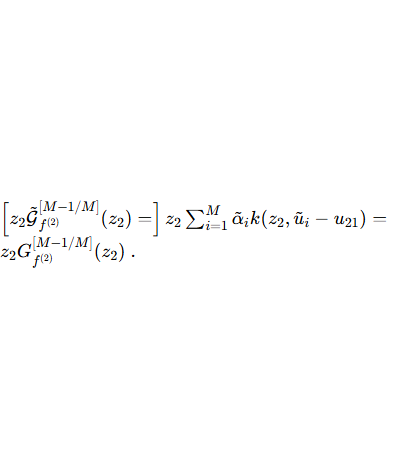 $\left[ z_2 \tilde{\mathcal{G}}_{f^{(2)}}^{[M-1/M]}(z_2) = \right] z_2 \sum_{i=1}^{M} \tilde{\alpha}_i k(z_2, \tilde{u}_i - u_{21}) =$
$z_2 G_{f^{(2)}}^{[M-1/M]}(z_2) \; .$